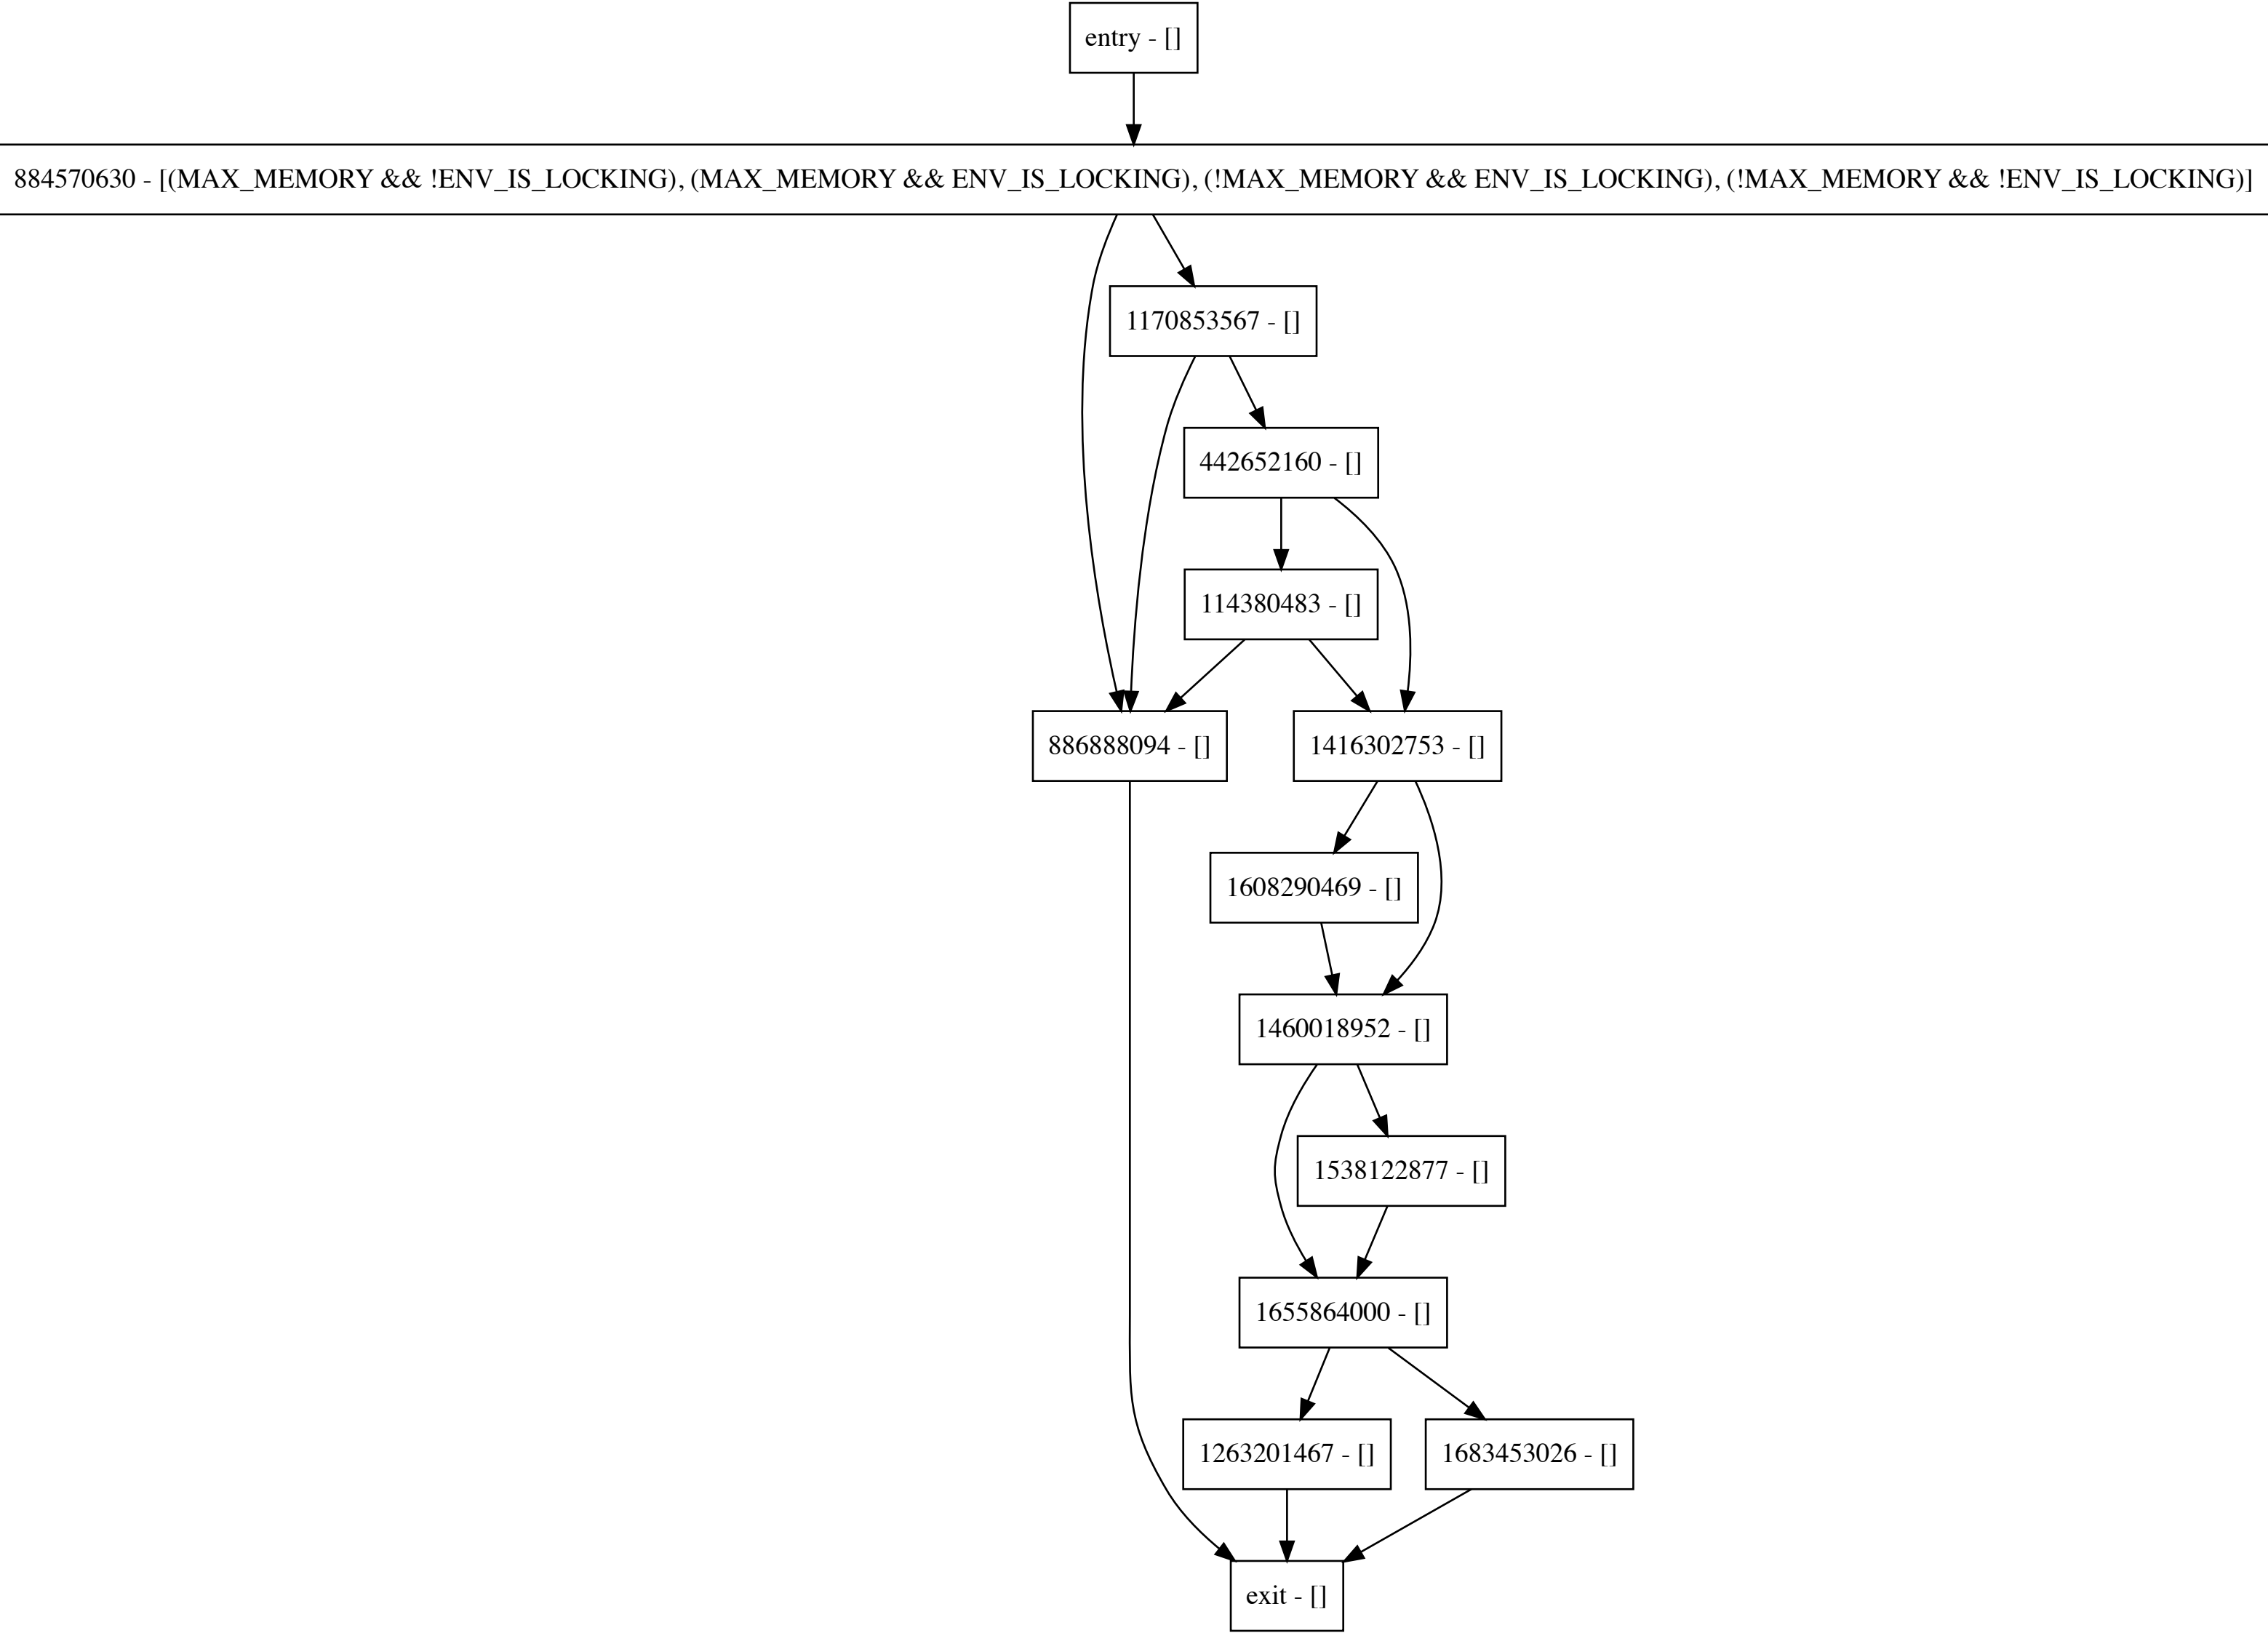 entry - []
884570630 - [(MAX_MEMORY && !ENV_IS_LOCKING), (MAX_MEMORY && ENV_IS_LOCKING), (!MAX_MEMORY && ENV_IS_LOCKING), (!MAX_MEMORY && !ENV_IS_LOCKING)]
1170853567 - []
442652160 - []
114380483 - []
886888094 - []
1416302753 - []
1608290469 - []
1460018952 - []
1538122877 - []
1655864000 - []
1263201467 - []
1683453026 - []
exit - []